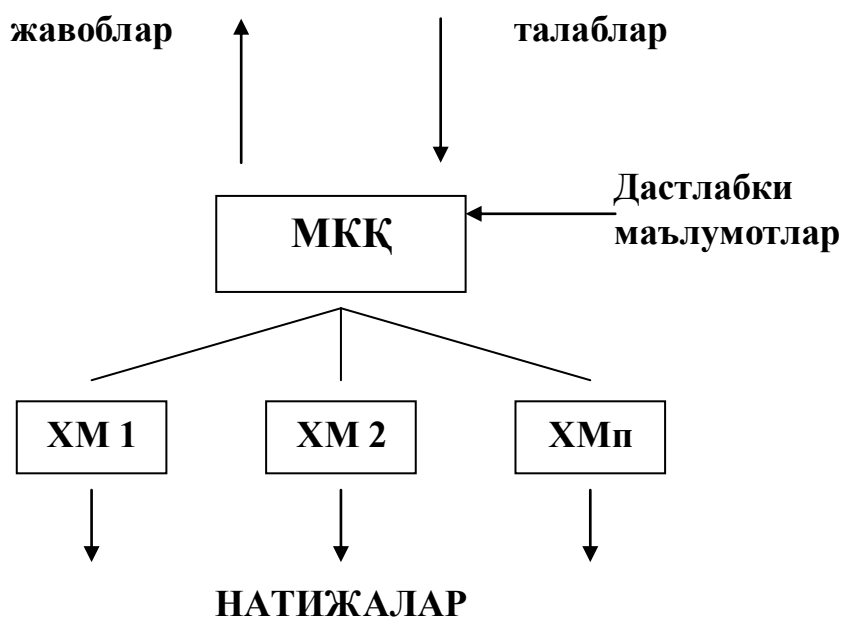 жавоблар
талаблар
Дастлабки
маълумотлар
МКҚ
ХМ 1
ХМ 2
ХМп
НАТИЖАЛАР